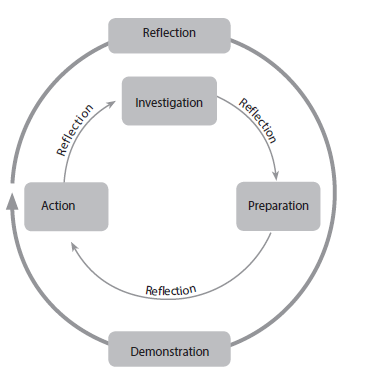 Reflection
Investigation
Reflection
Reflection
Action
Preparation
Reflection
Demonstration